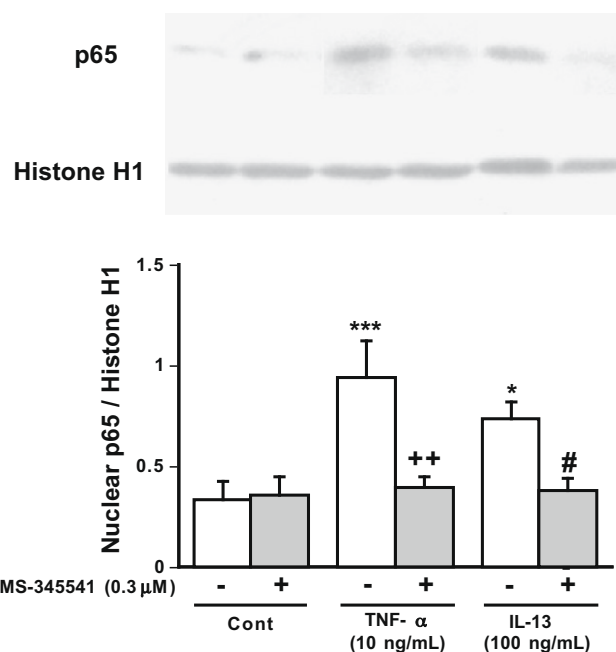 p65
Histone H1
Nuclear p65 / Histone H1
1.5
1
0.5
0
***
++
*
#
MS-345541 (0.3 μM)
- + - + - +
Cont
TNF- α
(10 ng/mL)
IL-13
(100 ng/mL)